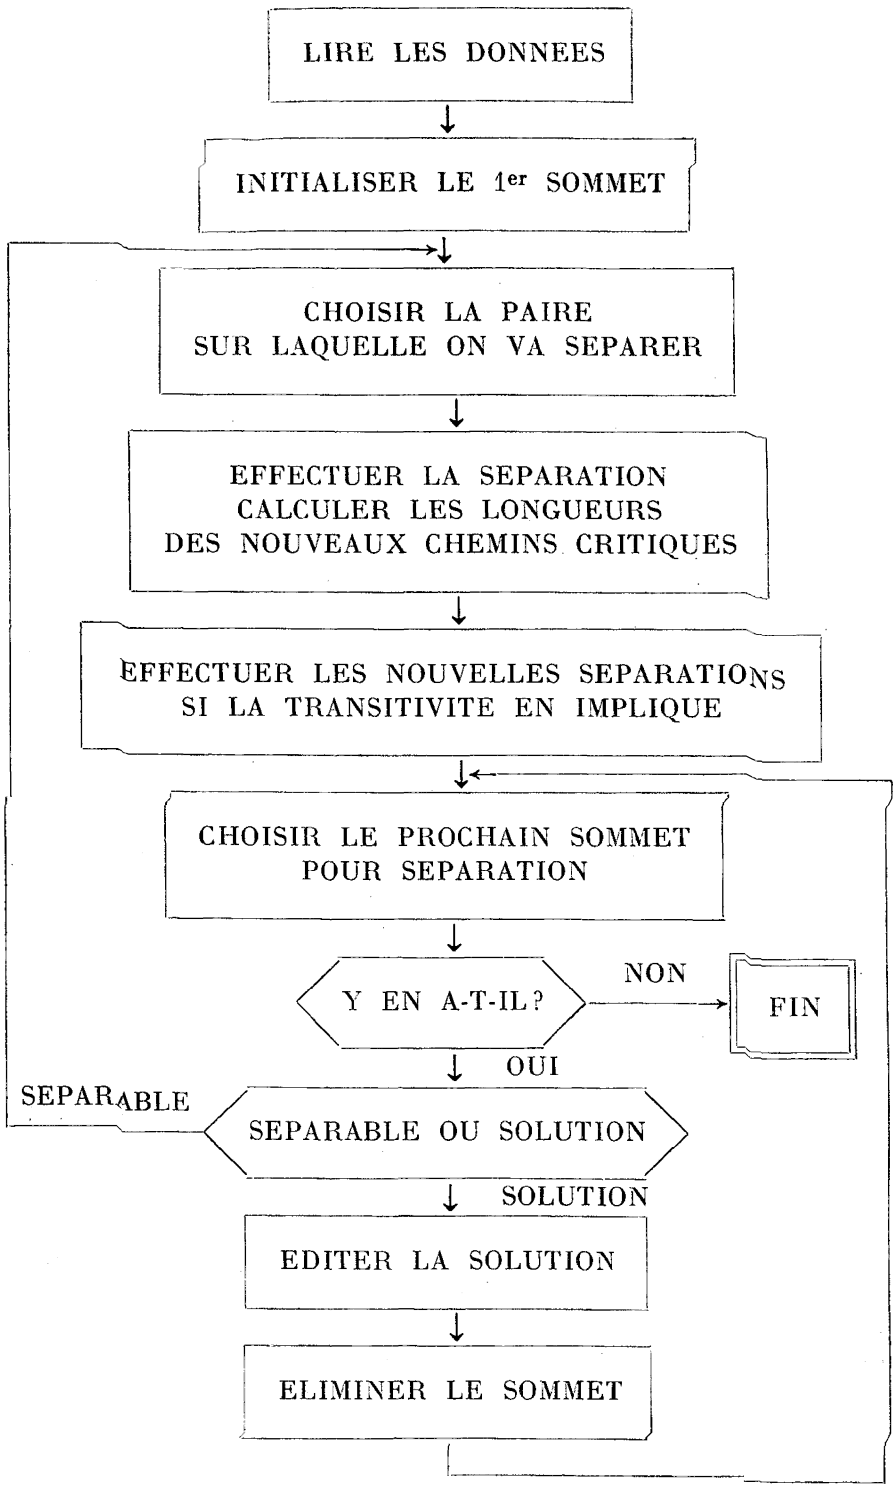 LIRE LES DONNEES
INITIALISER LE 1er SOMMET
CHOISIR LA PAIRE
SUR LAQUELLE ON VA SEPARER
EFFECTUER LA SEPARATION
CALCULER LES LONGUEURS
DES NOUVEAUX CHEMINS CRITIQUES
EFFECTUER LES NOUVELLES SEPARATIONS
SI LA TRANSITIVITE EN IMPLIQUE
CHOISIR LE PROCHAIN SOMMET
POUR SEPARATION
Y EN A-T-IL?
NON
FIN
OUI
SEPARABLE
SEPARABLE OU SOLUTION
SOLUTION
EDITER LA SOLUTION
ELIMINER LE SOMMET